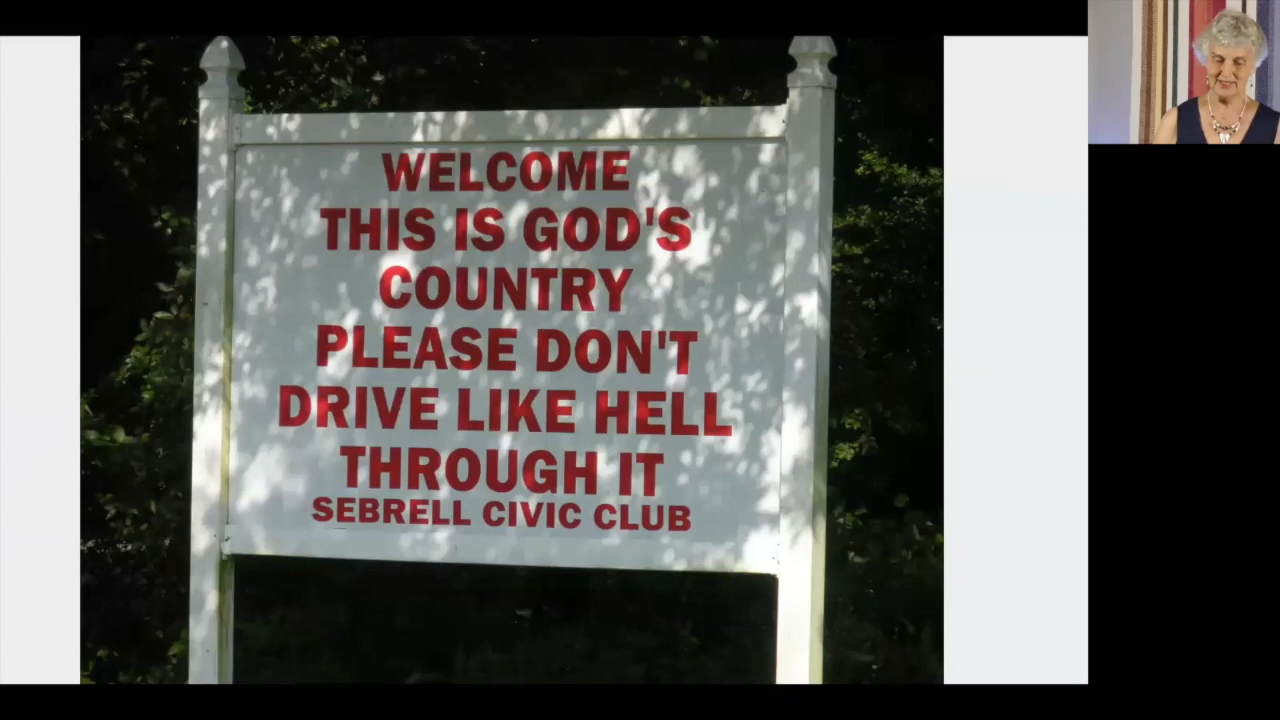 WELCOME
THIS IS GOD'S
COUNTRY
PLEASE DON'T
DRIVE LIKE HELL
THROUGH IT
SEBRELL CIVIC CLUB